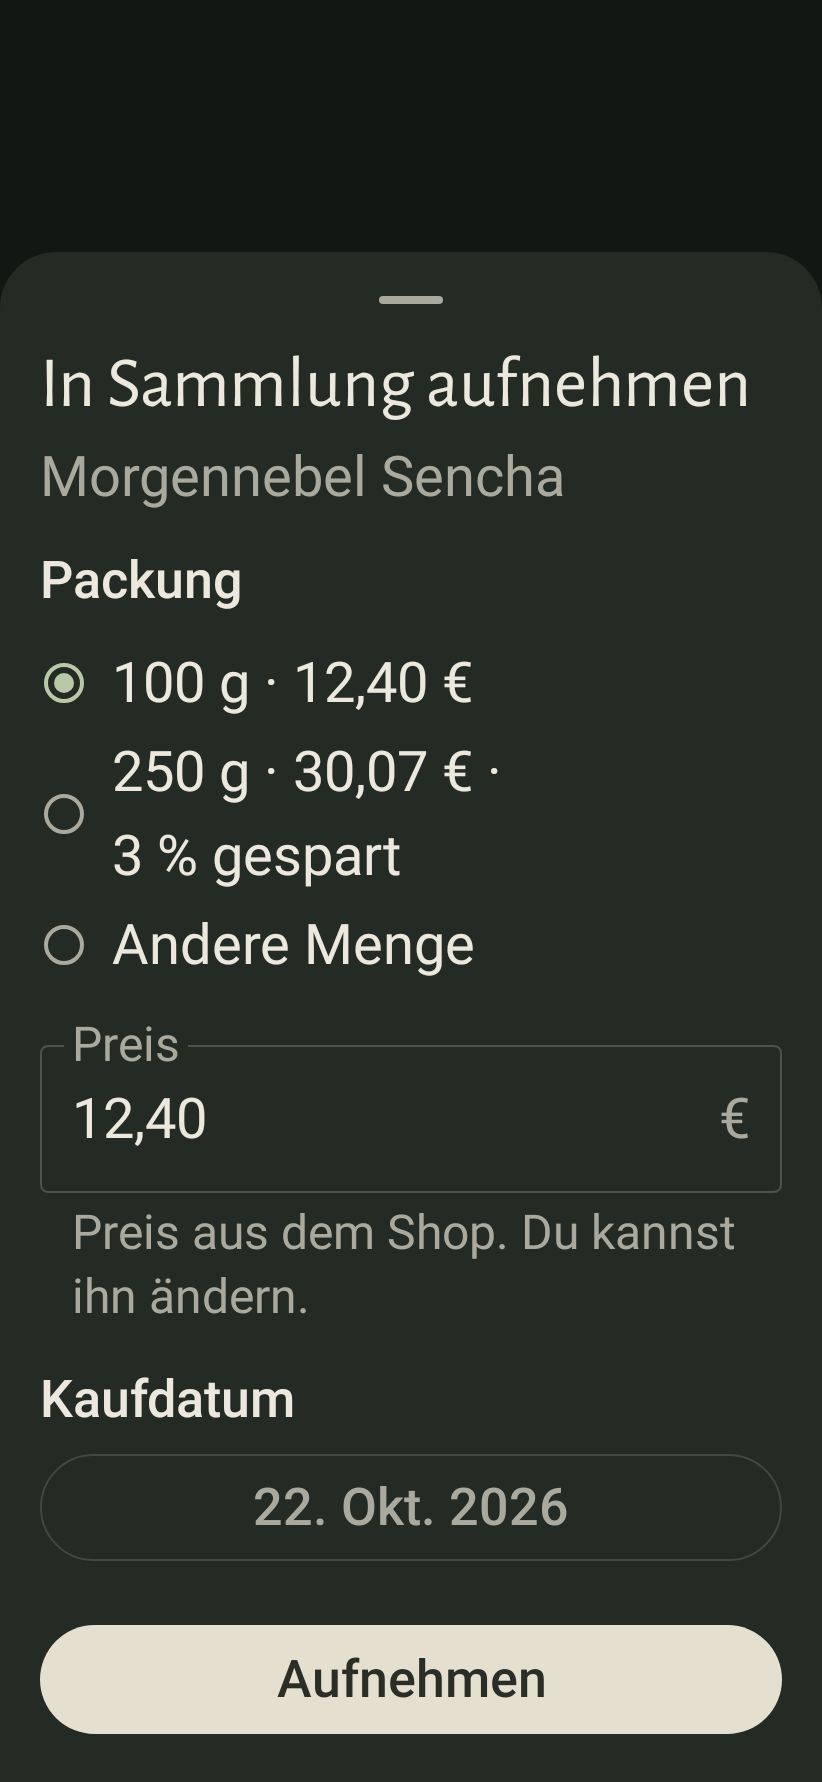 In Sammlung aufnehmen
Morgennebel Sencha
Packung
100 g · 12,40 €
250 g · 30,07 € ·
3 % gespart
Andere Menge
Preis
12,40 €
Preis aus dem Shop. Du kannst
ihn ändern.
Kaufdatum
22. Okt. 2026
Aufnehmen